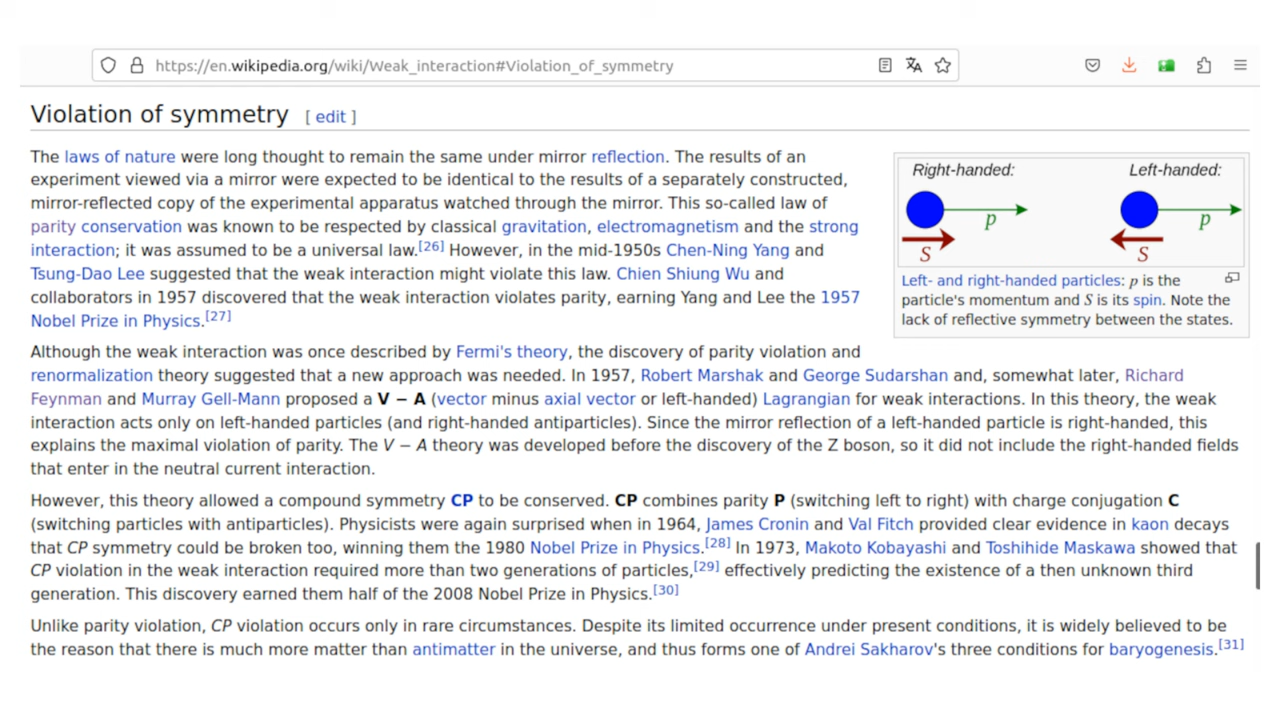 https://en.wikipedia.org/wiki/Weak_interaction#Violation_of_symmetry
Violation of symmetry [ edit ]
The laws of nature were long thought to remain the same under mirror reflection. The results of an
experiment viewed via a mirror were expected to be identical to the results of a separately constructed,
mirror-reflected copy of the experimental apparatus watched through the mirror. This so-called law of
parity conservation was known to be respected by classical gravitation, electromagnetism and the strong
interaction; it was assumed to be a universal law.[26] However, in the mid-1950s Chen-Ning Yang and
Tsung-Dao Lee suggested that the weak interaction might violate this law. Chien Shiung Wu and
collaborators in 1957 discovered that the weak interaction violates parity, earning Yang and Lee the 1957
Nobel Prize in Physics.[27]
Right-handed:
Left-handed:
p
p
S
S
Left- and right-handed particles: p is the
particle's momentum and S is its spin. Note the
lack of reflective symmetry between the states.
Although the weak interaction was once described by Fermi's theory, the discovery of parity violation and
renormalization theory suggested that a new approach was needed. In 1957, Robert Marshak and George Sudarshan and, somewhat later, Richard
Feynman and Murray Gell-Mann proposed a V − A (vector minus axial vector or left-handed) Lagrangian for weak interactions. In this theory, the weak
interaction acts only on left-handed particles (and right-handed antiparticles). Since the mirror reflection of a left-handed particle is right-handed, this
explains the maximal violation of parity. The V − A theory was developed before the discovery of the Z boson, so it did not include the right-handed fields
that enter in the neutral current interaction.
However, this theory allowed a compound symmetry CP to be conserved. CP combines parity P (switching left to right) with charge conjugation C
(switching particles with antiparticles). Physicists were again surprised when in 1964, James Cronin and Val Fitch provided clear evidence in kaon decays
that CP symmetry could be broken too, winning them the 1980 Nobel Prize in Physics.[28] In 1973, Makoto Kobayashi and Toshihide Maskawa showed that
CP violation in the weak interaction required more than two generations of particles,[29] effectively predicting the existence of a then unknown third
generation. This discovery earned them half of the 2008 Nobel Prize in Physics.[30]
Unlike parity violation, CP violation occurs only in rare circumstances. Despite its limited occurrence under present conditions, it is widely believed to be
the reason that there is much more matter than antimatter in the universe, and thus forms one of Andrei Sakharov's three conditions for baryogenesis.[31]